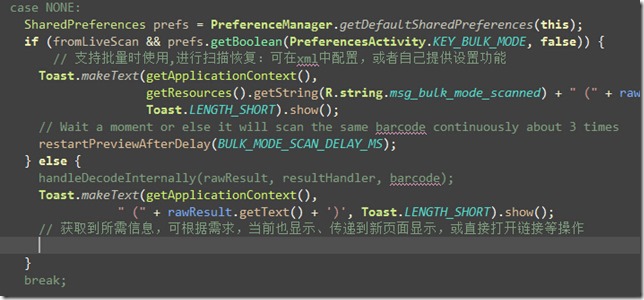 case NONE:
SharedPreferences prefs = PreferenceManager.getDefaultSharedPreferences(this);
if (fromLiveScan && prefs.getBoolean(PreferencesActivity.KEY_BULK_MODE, false)) {
// 支持批量时使用,进行扫描恢复：可在xml中配置，或者自己提供设置功能
Toast.makeText(getApplicationContext(),
getResources().getString(R.string.msg_bulk_mode_scanned) + " (" + raw
Toast.LENGTH_SHORT).show();
// Wait a moment or else it will scan the same barcode continuously about 3 times
restartPreviewAfterDelay(BULK_MODE_SCAN_DELAY_MS);
} else {
handleDecodeInternally(rawResult, resultHandler, barcode);
Toast.makeText(getApplicationContext(),
" (" + rawResult.getText() + ')', Toast.LENGTH_SHORT).show();
// 获取到所需信息，可根据需求，当前也显示、传递到新页面显示，或直接打开链接等操作
}
break;